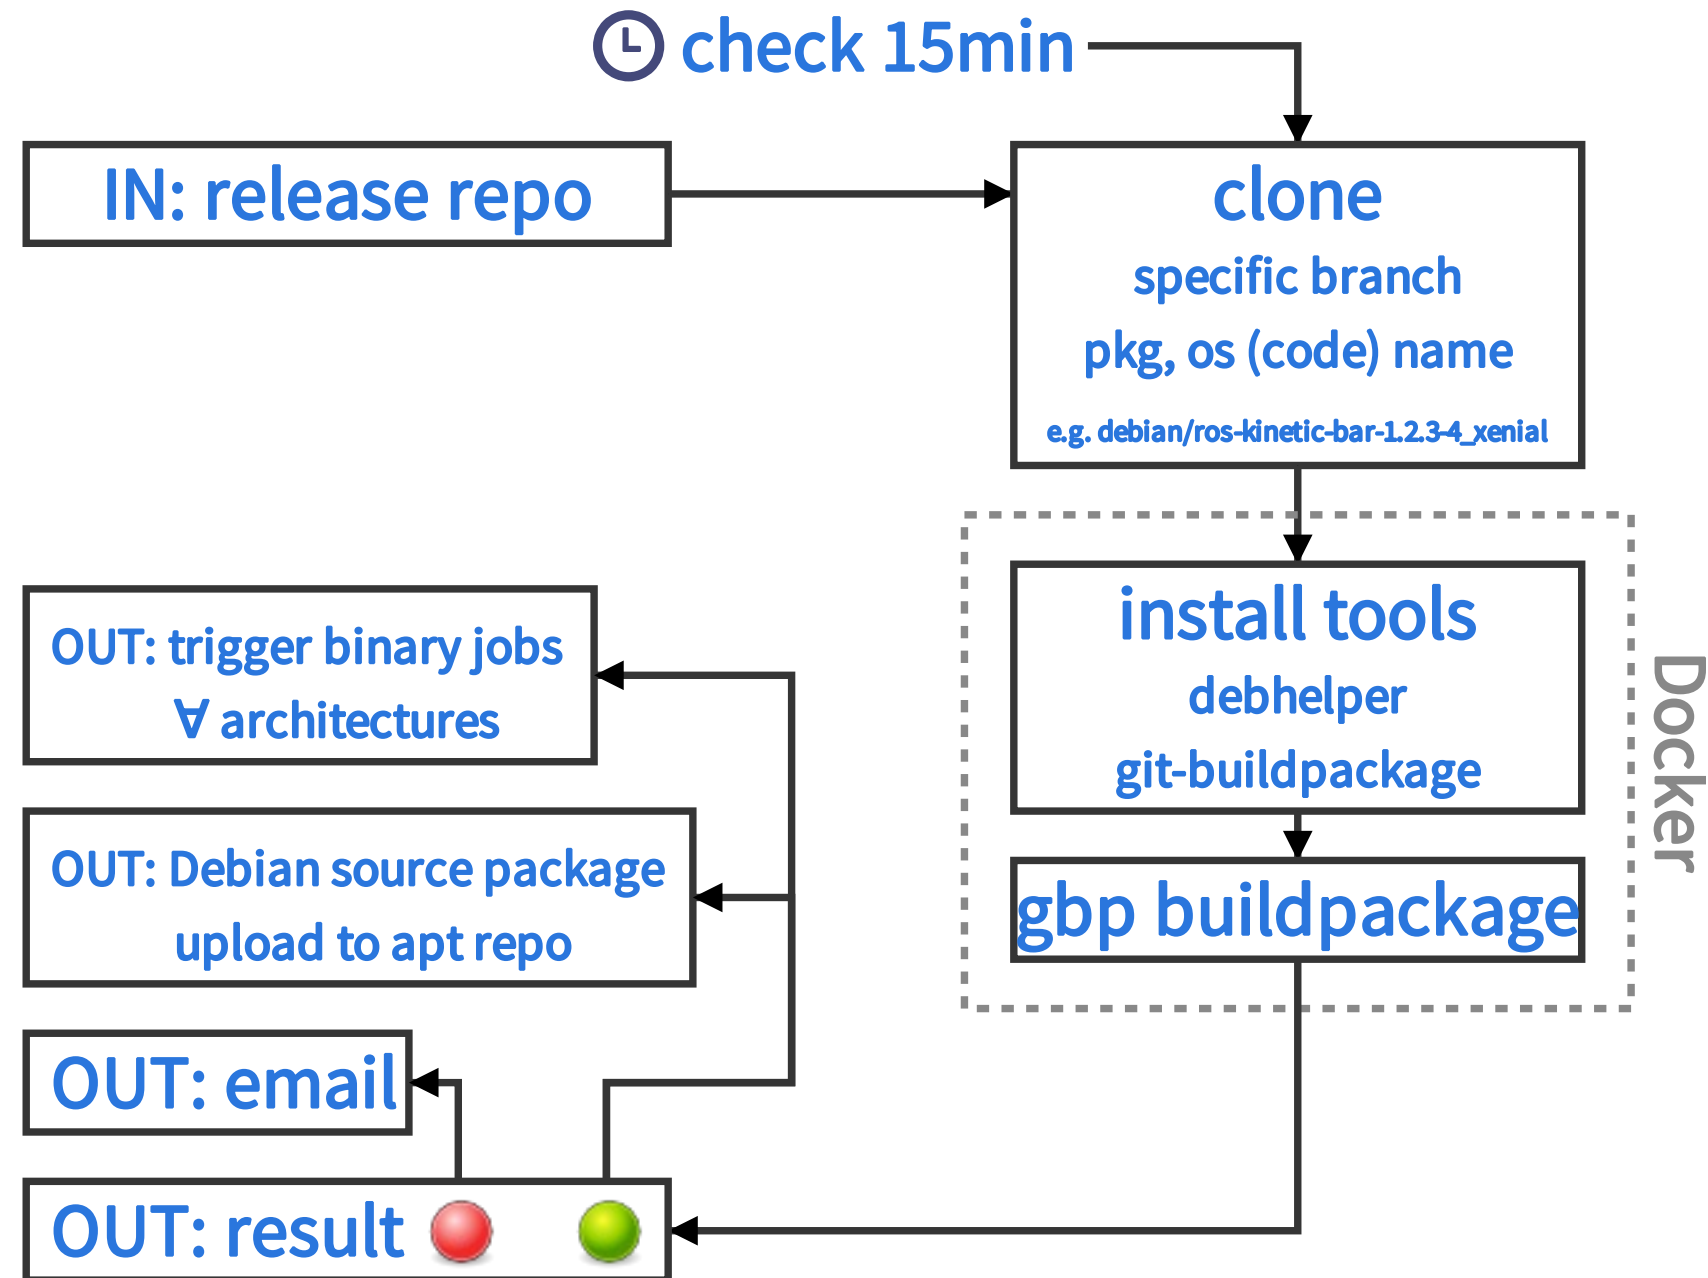 check 15min
IN: release repo
clone
specific branch
pkg, os (code) name
e.g. debian/ros-kinetic-bar-1.2.3-4_xenial
install tools
debhelper
git-buildpackage
gbp buildpackage
Docker
OUT: trigger binary jobs
∀ architectures
OUT: Debian source package
upload to apt repo
OUT: email
OUT: result